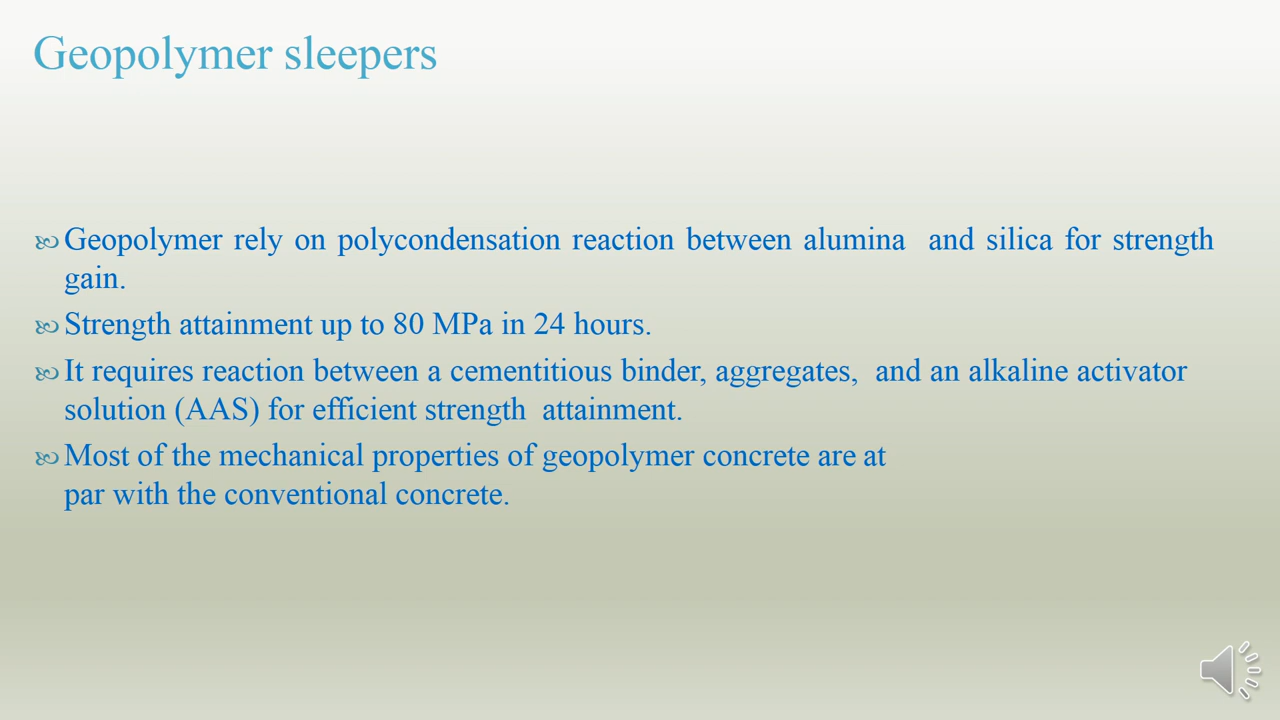 Geopolymer sleepers
Geopolymer rely on polycondensation reaction between alumina  and silica for strength
gain.
Strength attainment up to 80 MPa in 24 hours.
It requires reaction between a cementitious binder, aggregates,  and an alkaline activator
solution (AAS) for efficient strength  attainment.
Most of the mechanical properties of geopolymer concrete are at
par with the conventional concrete.